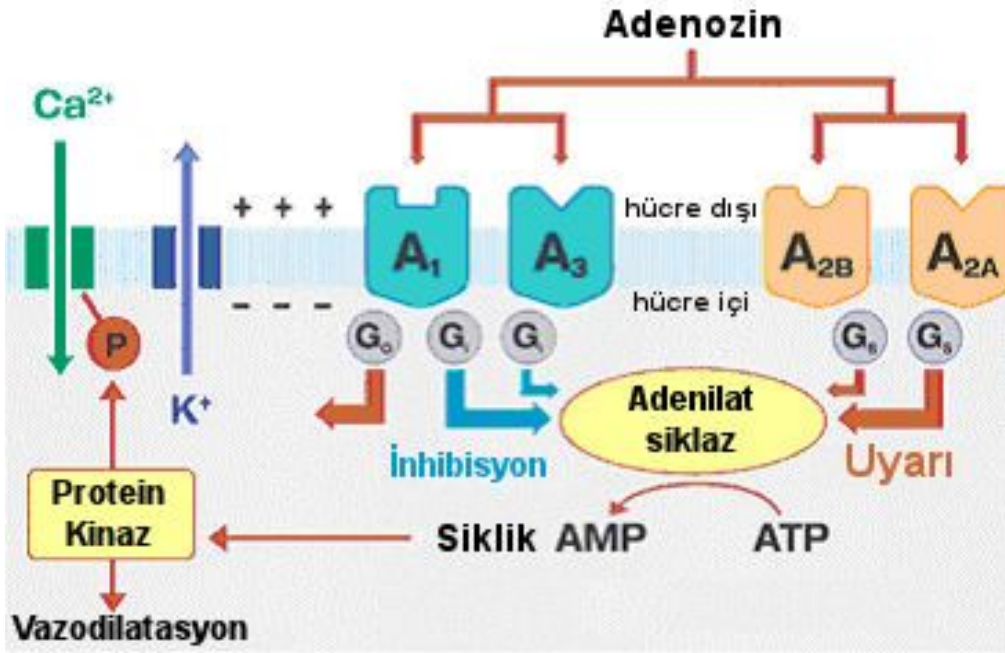 Adenozin
Ca²⁺
+ + +
A₁
A₃
hücre dışı
A₂B
A₂A
- - -
hücre içi
P
G₀
Gᵢ
Gᵢ
Gₛ
Gₛ
K⁺
Adenilat
siklaz
İnhibisyon
Uyarı
Protein
Kinaz
Siklik AMP
ATP
Vazodilatasyon